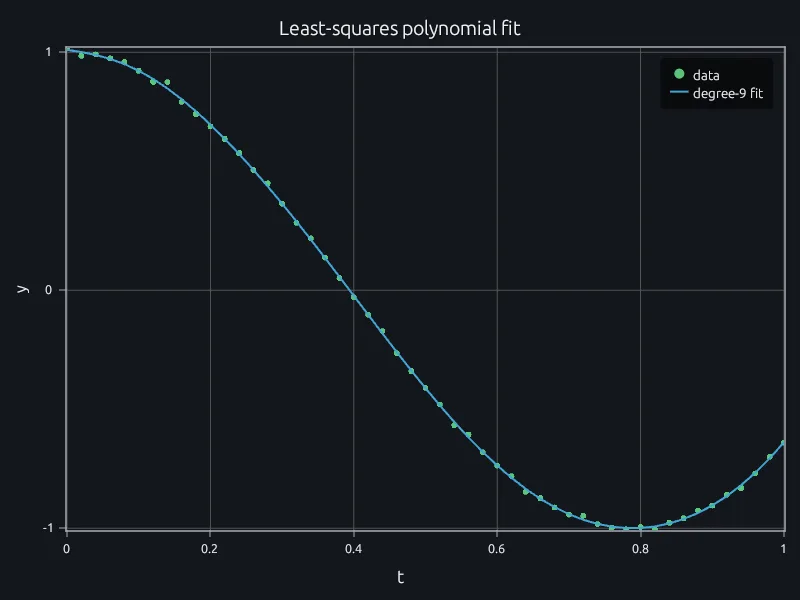 Least-squares polynomial fit
data
degree-9 fit
1
0
-1
y
0 0.2 0.4 0.6 0.8 1
t